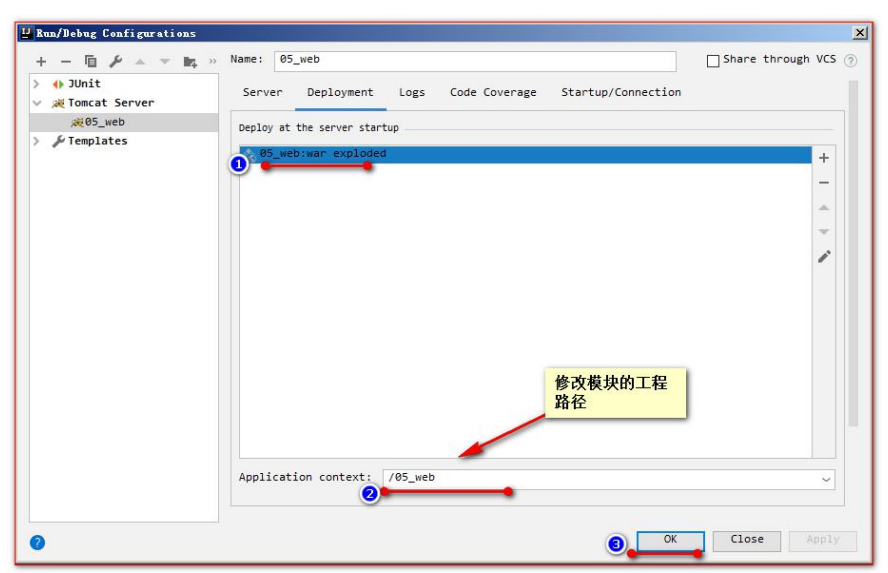 Run/Debug Configurations
Name: 05_web
Share through VCS
JUnit
Tomcat Server
05_web
Templates
Server Deployment Logs Code Coverage Startup/Connection
Deploy at the server startup
1 05_web:war exploded
修改模块的工程
路径
Application context: /05_web
2
3 OK Close Apply